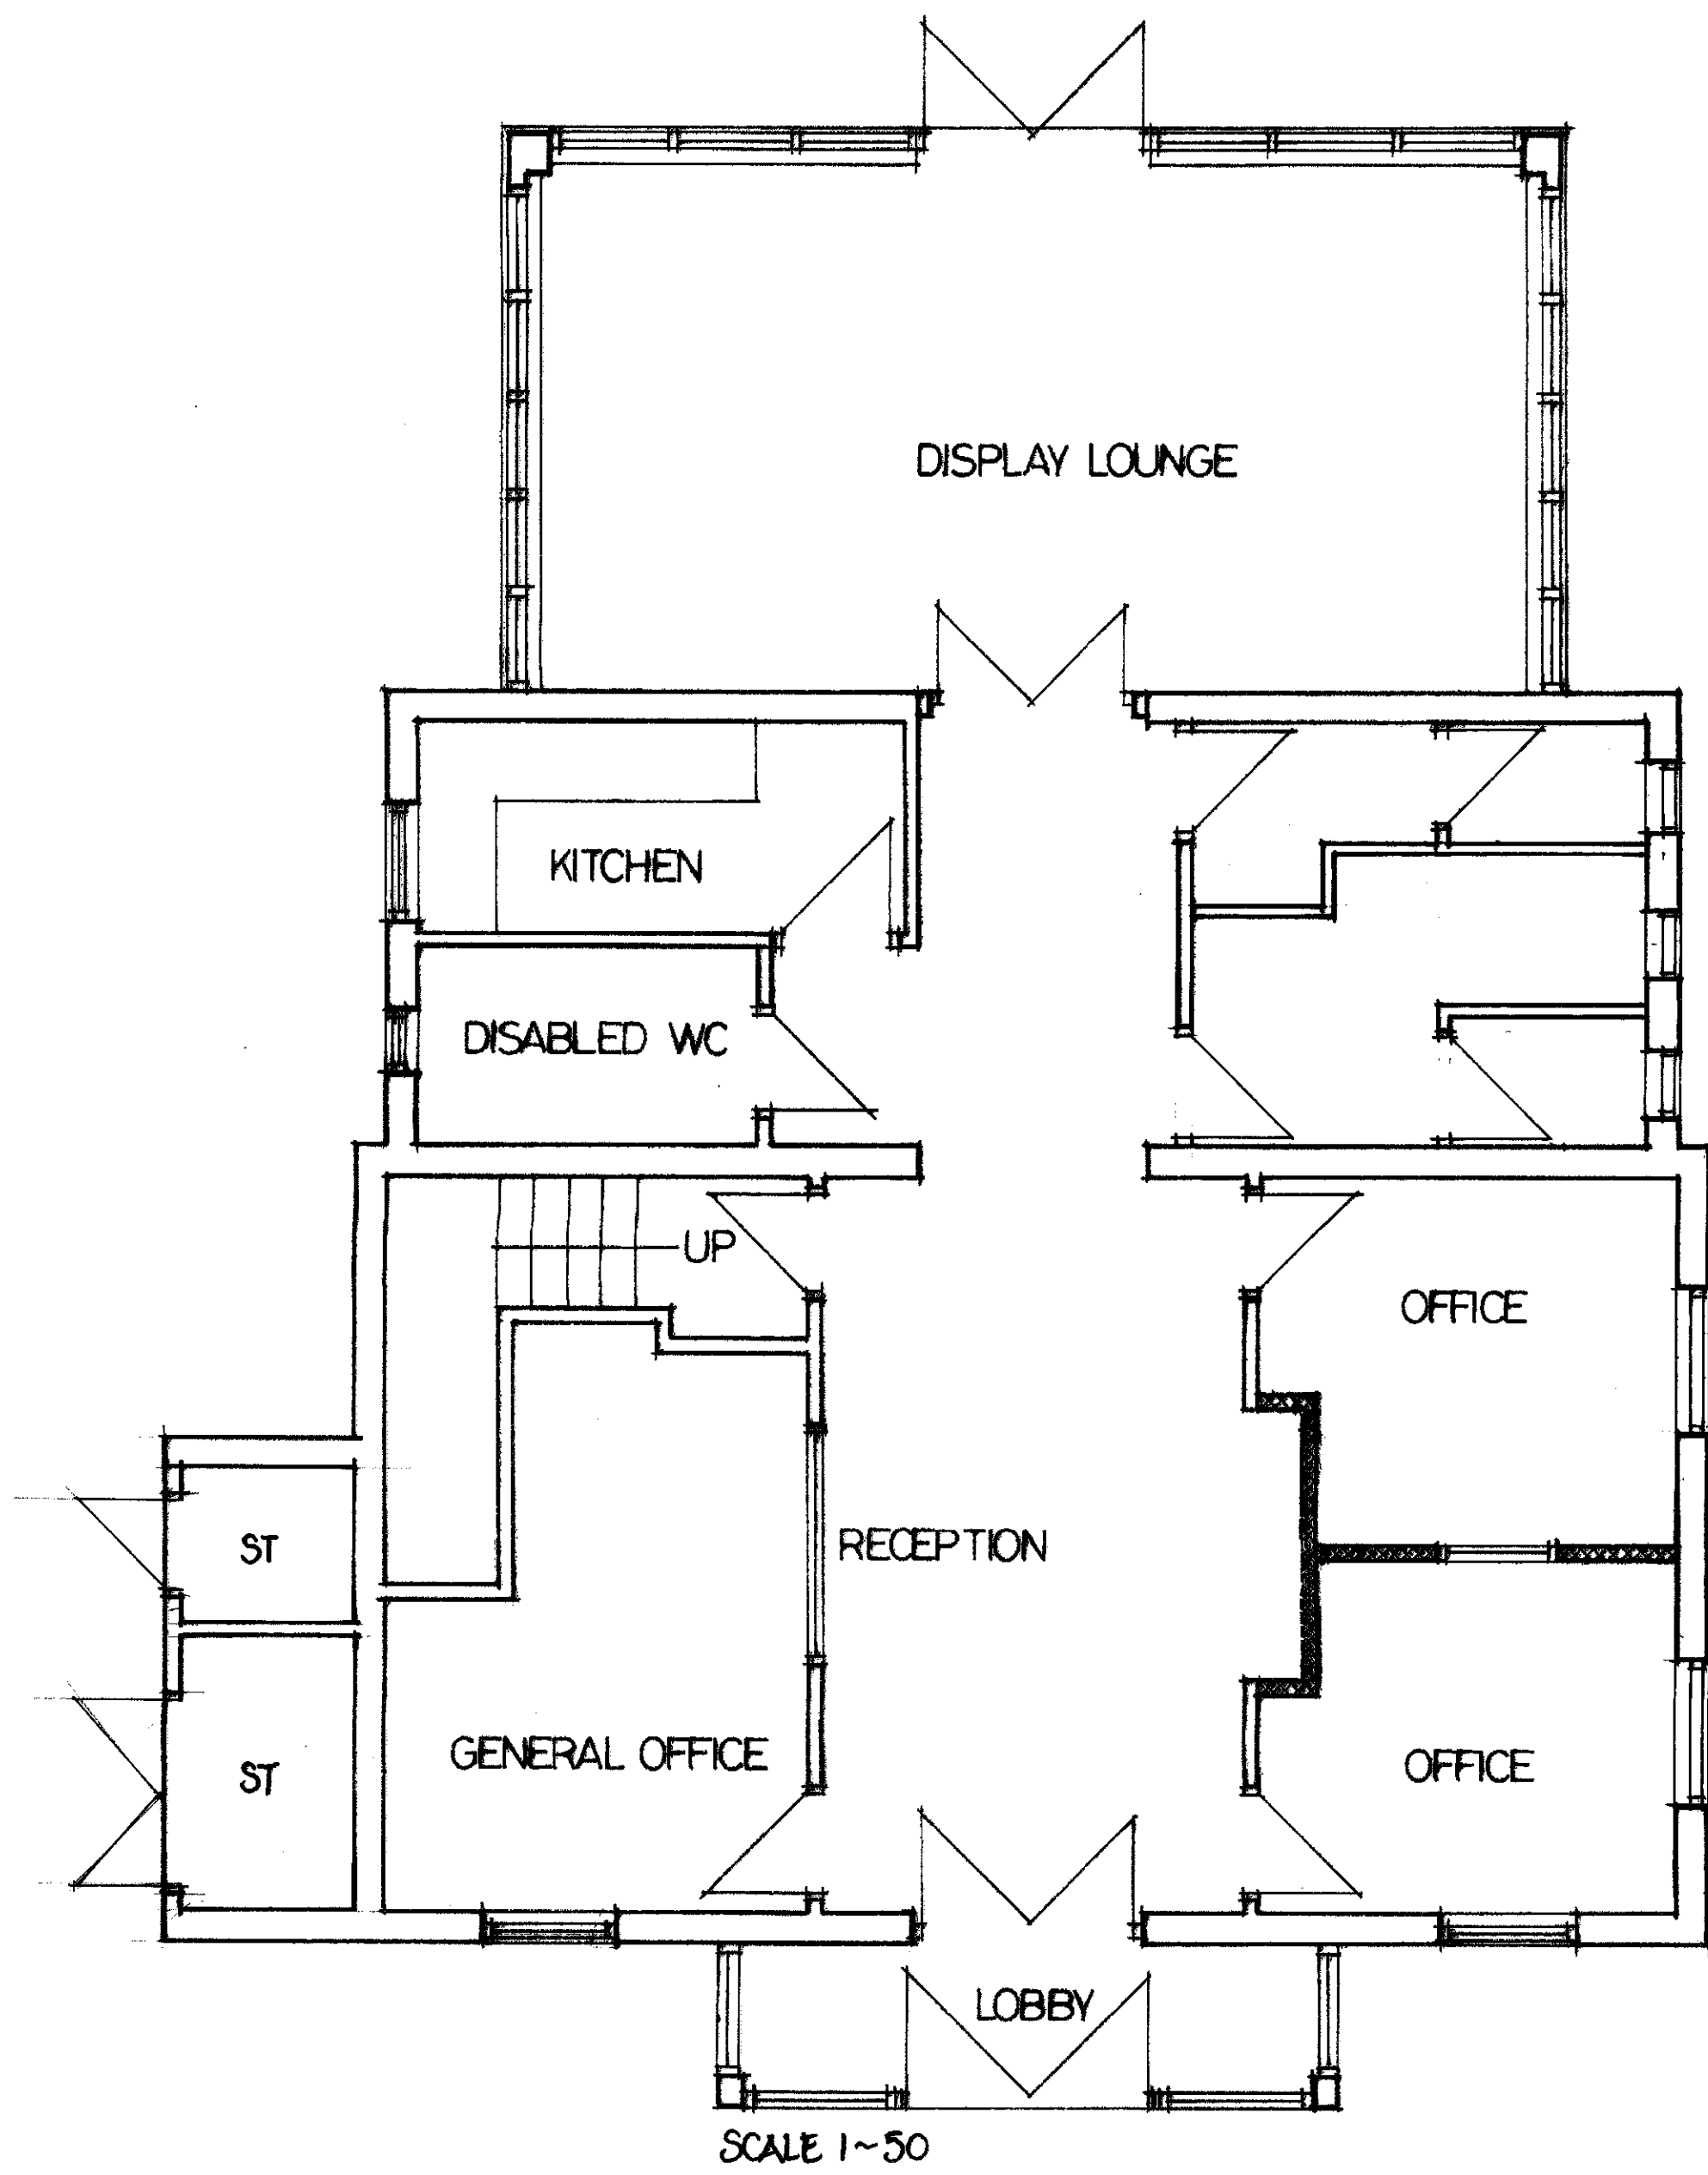 DISPLAY LOUNGE
KITCHEN
DISABLED WC
UP
OFFICE
RECEPTION
ST
GENERAL OFFICE
ST
OFFICE
LOBBY
SCALE 1~50